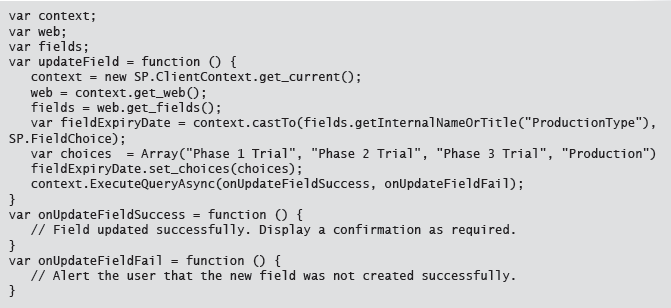 var context;
var web;
var fields;
var updateField = function () {
   context = new SP.ClientContext.get_current();
   web = context.get_web();
   fields = web.get_fields();
   var fieldExpiryDate = context.castTo(fields.getInternalNameOrTitle("ProductionType"),
SP.FieldChoice);
   var choices  = Array("Phase 1 Trial", "Phase 2 Trial", "Phase 3 Trial", "Production")
   fieldExpiryDate.set_choices(choices);
   context.ExecuteQueryAsync(onUpdateFieldSuccess, onUpdateFieldFail);
}
var onUpdateFieldSuccess = function () {
   // Field updated successfully. Display a confirmation as required.
}
var onUpdateFieldFail = function () {
   // Alert the user that the new field was not created successfully.
}